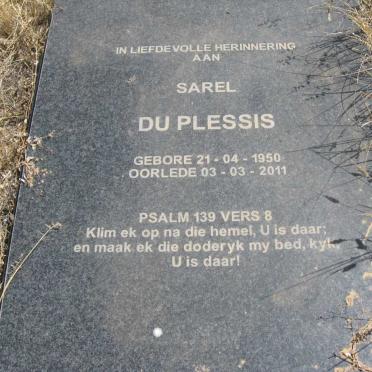 IN LIEFDEVOLLE HERINNERING
AAN
SAREL
DU PLESSIS
GEBORE 21 - 04 - 1950
OORLEDE 03 - 03 - 2011
PSALM 139 VERS 8
Klim ek op na die hemel, U is daar;
en maak ek die doderyk my bed, kyk,
U is daar!